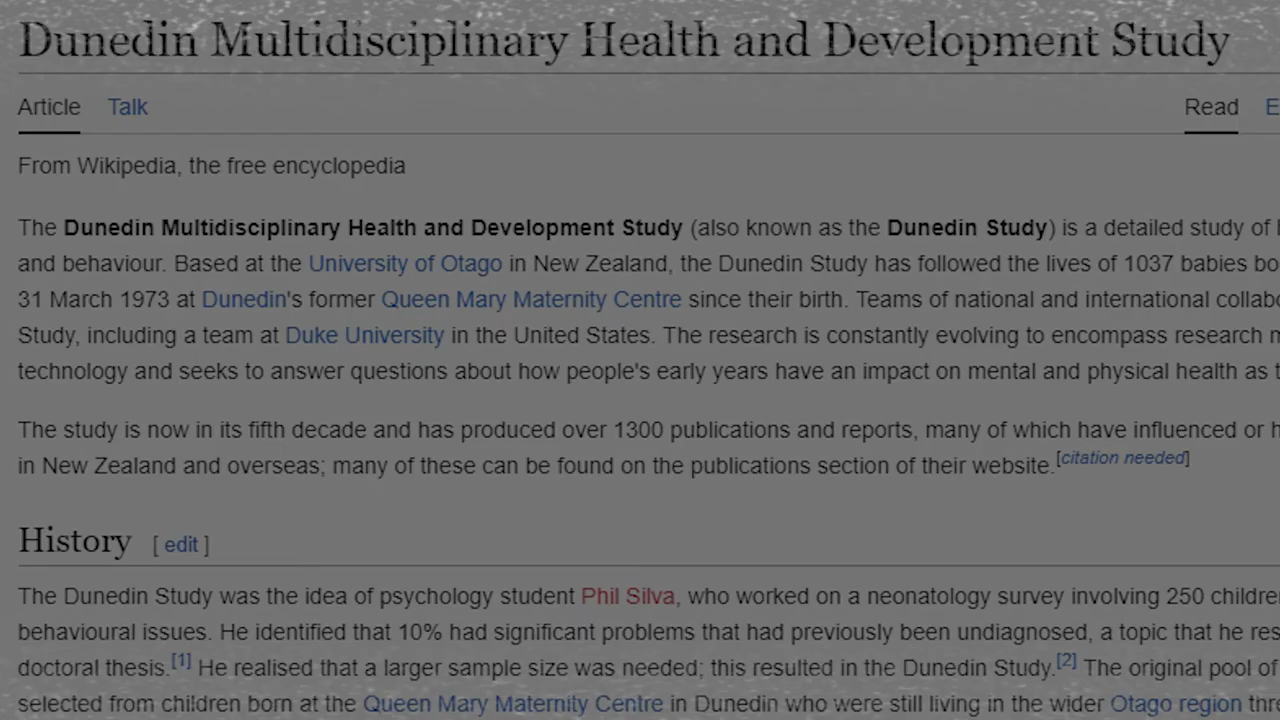 Dunedin Multidisciplinary Health and Development Study
Article Talk Read
From Wikipedia, the free encyclopedia
The Dunedin Multidisciplinary Health and Development Study (also known as the Dunedin Study) is a detailed study of
and behaviour. Based at the University of Otago in New Zealand, the Dunedin Study has followed the lives of 1037 babies bo
31 March 1973 at Dunedin's former Queen Mary Maternity Centre since their birth. Teams of national and international collabo
Study, including a team at Duke University in the United States. The research is constantly evolving to encompass research m
technology and seeks to answer questions about how people's early years have an impact on mental and physical health as t
The study is now in its fifth decade and has produced over 1300 publications and reports, many of which have influenced or h
in New Zealand and overseas; many of these can be found on the publications section of their website.[citation needed]
History [ edit ]
The Dunedin Study was the idea of psychology student Phil Silva, who worked on a neonatology survey involving 250 childre
behavioural issues. He identified that 10% had significant problems that had previously been undiagnosed, a topic that he res
doctoral thesis.[1] He realised that a larger sample size was needed; this resulted in the Dunedin Study.[2] The original pool of
selected from children born at the Queen Mary Maternity Centre in Dunedin who were still living in the wider Otago region thr